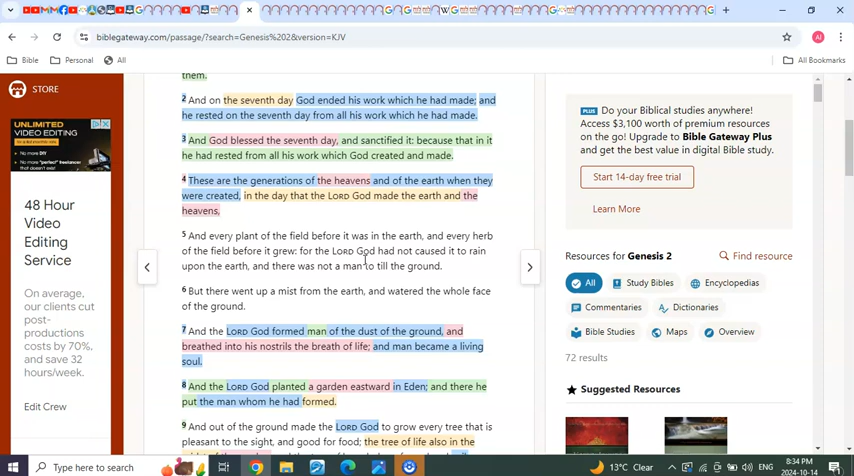 biblegateway.com/passage/?search=Genesis%202&version=KJV
AI
Bible
Personal
All
All Bookmarks
STORE
UNLIMITED
VIDEO EDITING
48 Hour
Video
Editing
Service
On average,
our clients cut
post-
productions
costs by 70%,
and save 32
hours/week.
Edit Crew
them.
2 And on the seventh day God ended his work which he had made; and
he rested on the seventh day from all his work which he had made.
3 And God blessed the seventh day, and sanctified it: because that in it
he had rested from all his work which God created and made.
4 These are the generations of the heavens and of the earth when they
were created, in the day that the LORD God made the earth and the
heavens,
5 And every plant of the field before it was in the earth, and every herb
of the field before it grew: for the LORD God had not caused it to rain
upon the earth, and there was not a man to till the ground.
6 But there went up a mist from the earth, and watered the whole face
of the ground.
7 And the LORD God formed man of the dust of the ground, and
breathed into his nostrils the breath of life; and man became a living
soul.
8 And the LORD God planted a garden eastward in Eden; and there he
put the man whom he had formed.
9 And out of the ground made the LORD God to grow every tree that is
pleasant to the sight, and good for food; the tree of life also in the
PLUS Do your Biblical studies anywhere!
Access $3,100 worth of premium resources
on the go! Upgrade to Bible Gateway Plus
and get the best value in digital Bible study.
Start 14-day free trial
Learn More
Resources for Genesis 2
Find resource
All
Study Bibles
Encyclopedias
Commentaries
Dictionaries
Bible Studies
Maps
Overview
72 results
Suggested Resources
Type here to search
13°C Clear
ENG
8:34 PM
2024-10-14